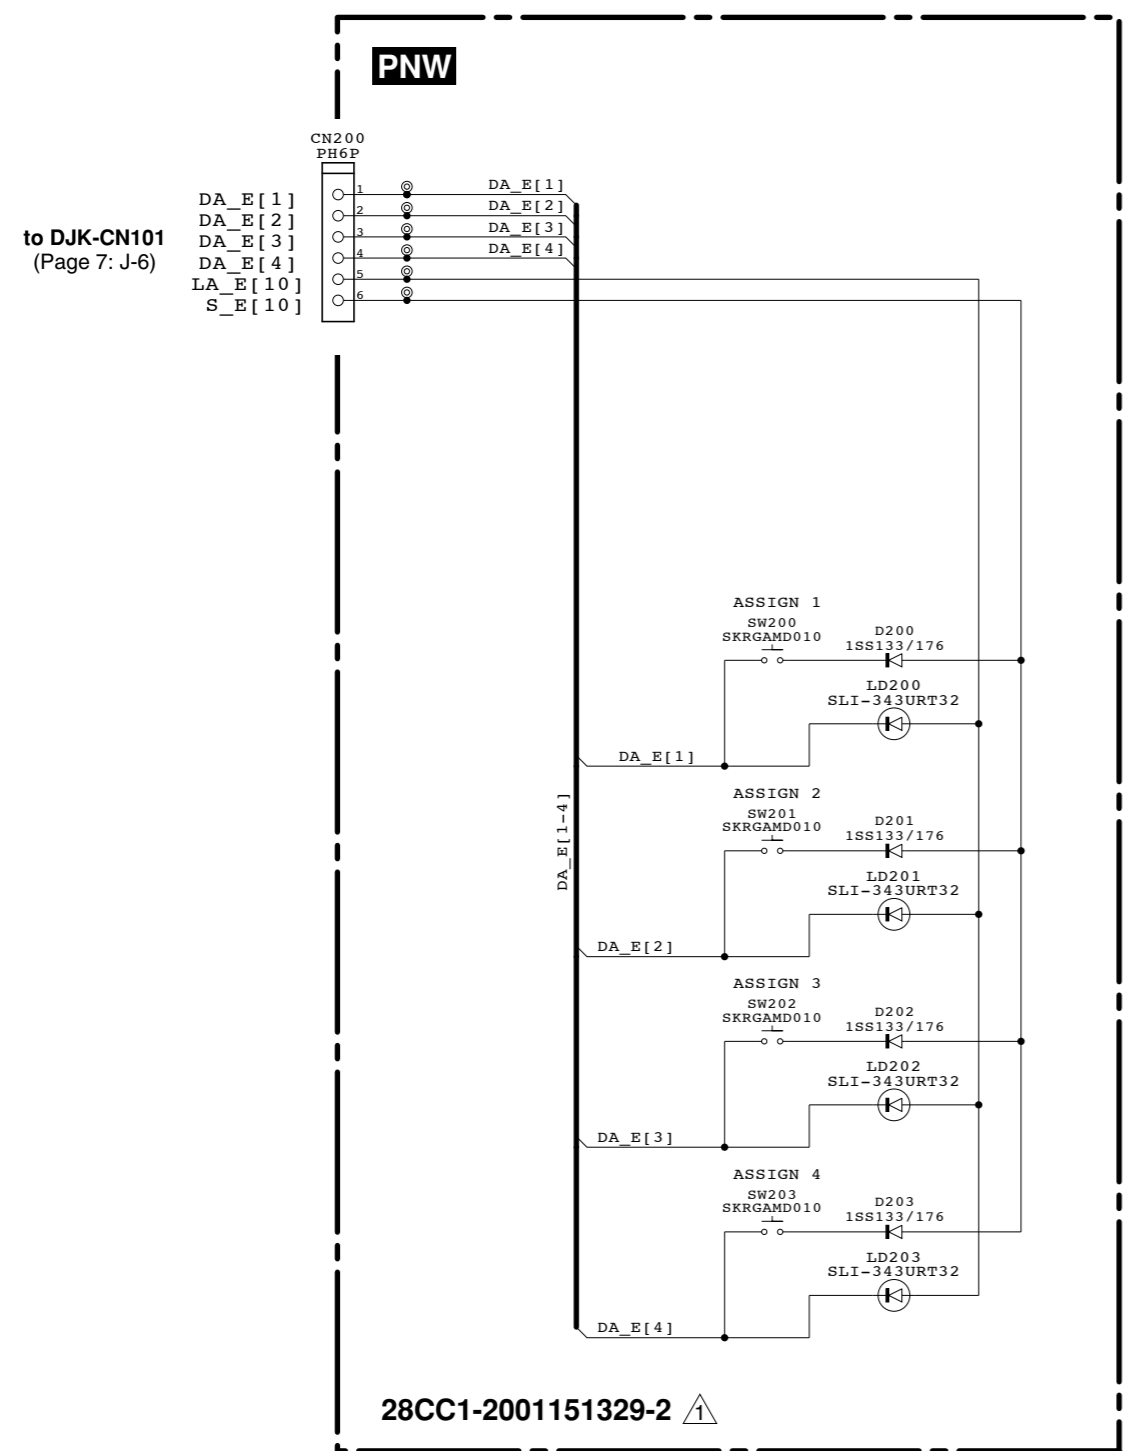 PNW
CN200
PH6P
DA_E[1]
DA_E[2]
DA_E[3]
DA_E[4]
LA_E[10]
S_E[10]
to DJK-CN101
(Page 7: J-6)
1
2
3
4
5
6
DA_E[1]
DA_E[2]
DA_E[3]
DA_E[4]
DA_E[1-4]
ASSIGN 1
SW200
SKRGAMD010
D200
1SS133/176
LD200
SLI-343URT32
DA_E[1]
ASSIGN 2
SW201
SKRGAMD010
D201
1SS133/176
LD201
SLI-343URT32
DA_E[2]
ASSIGN 3
SW202
SKRGAMD010
D202
1SS133/176
LD202
SLI-343URT32
DA_E[3]
ASSIGN 4
SW203
SKRGAMD010
D203
1SS133/176
LD203
SLI-343URT32
DA_E[4]
28CC1-2001151329-2 1